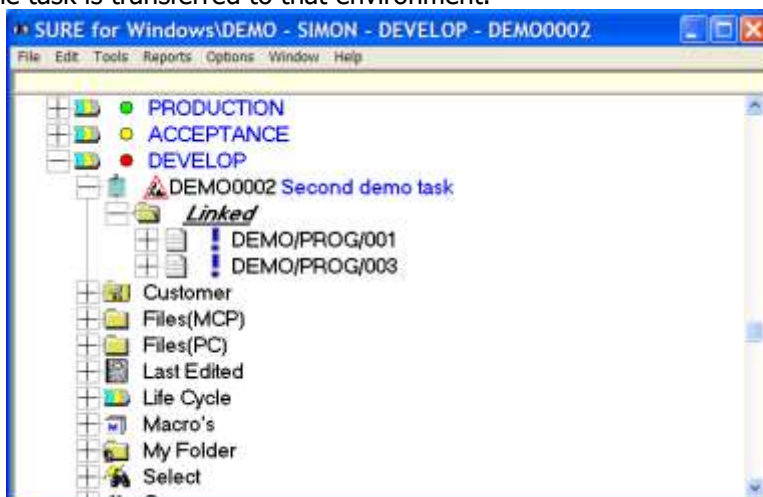 e task is transferred to that environment.
SURE for Windows\DEMO - SIMON - DEVELOP - DEMO0002
File Edit Tools Reports Options Window Help
PRODUCTION
ACCEPTANCE
DEVELOP
DEMO0002 Second demo task
Linked
DEMO/PROG/001
DEMO/PROG/003
Customer
Files(MCP)
Files(PC)
Last Edited
Life Cycle
Macro's
My Folder
Select